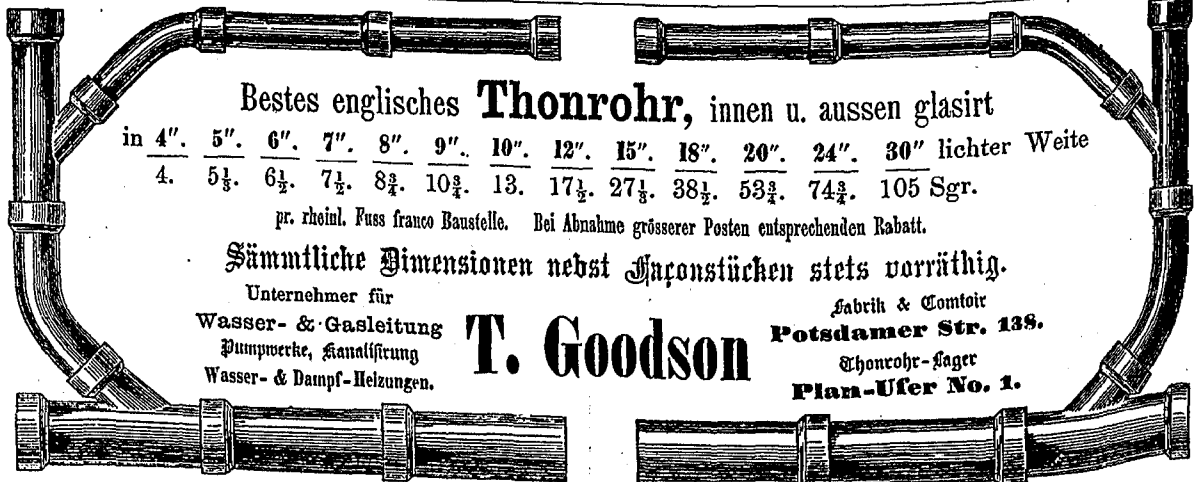 Bestes englisches Thonrohr, innen u. aussen glasirt
in 4". 5". 6". 7". 8". 9". 10". 12". 15". 18". 20". 24". 30" lichter Weite
4. 5⅓. 6½. 7½. 8¾. 10¾. 13. 17½. 27⅓. 38½. 53¾. 74¾. 105 Sgr.
pr. rheinl. Fuss franco Baustelle. Bei Abnahme grösserer Posten entsprechenden Rabatt.
Sämmtliche Dimensionen nebst Façonstücken stets vorräthig.
Unternehmer für
Wasser- & Gasleitung
Pumpwerke, Kanalisirung
Wasser- & Dampf-Heizungen.
T. Goodson
Fabrik & Comtoir
Potsdamer Str. 138.
Thonrohr-Lager
Plan-Ufer No. 1.